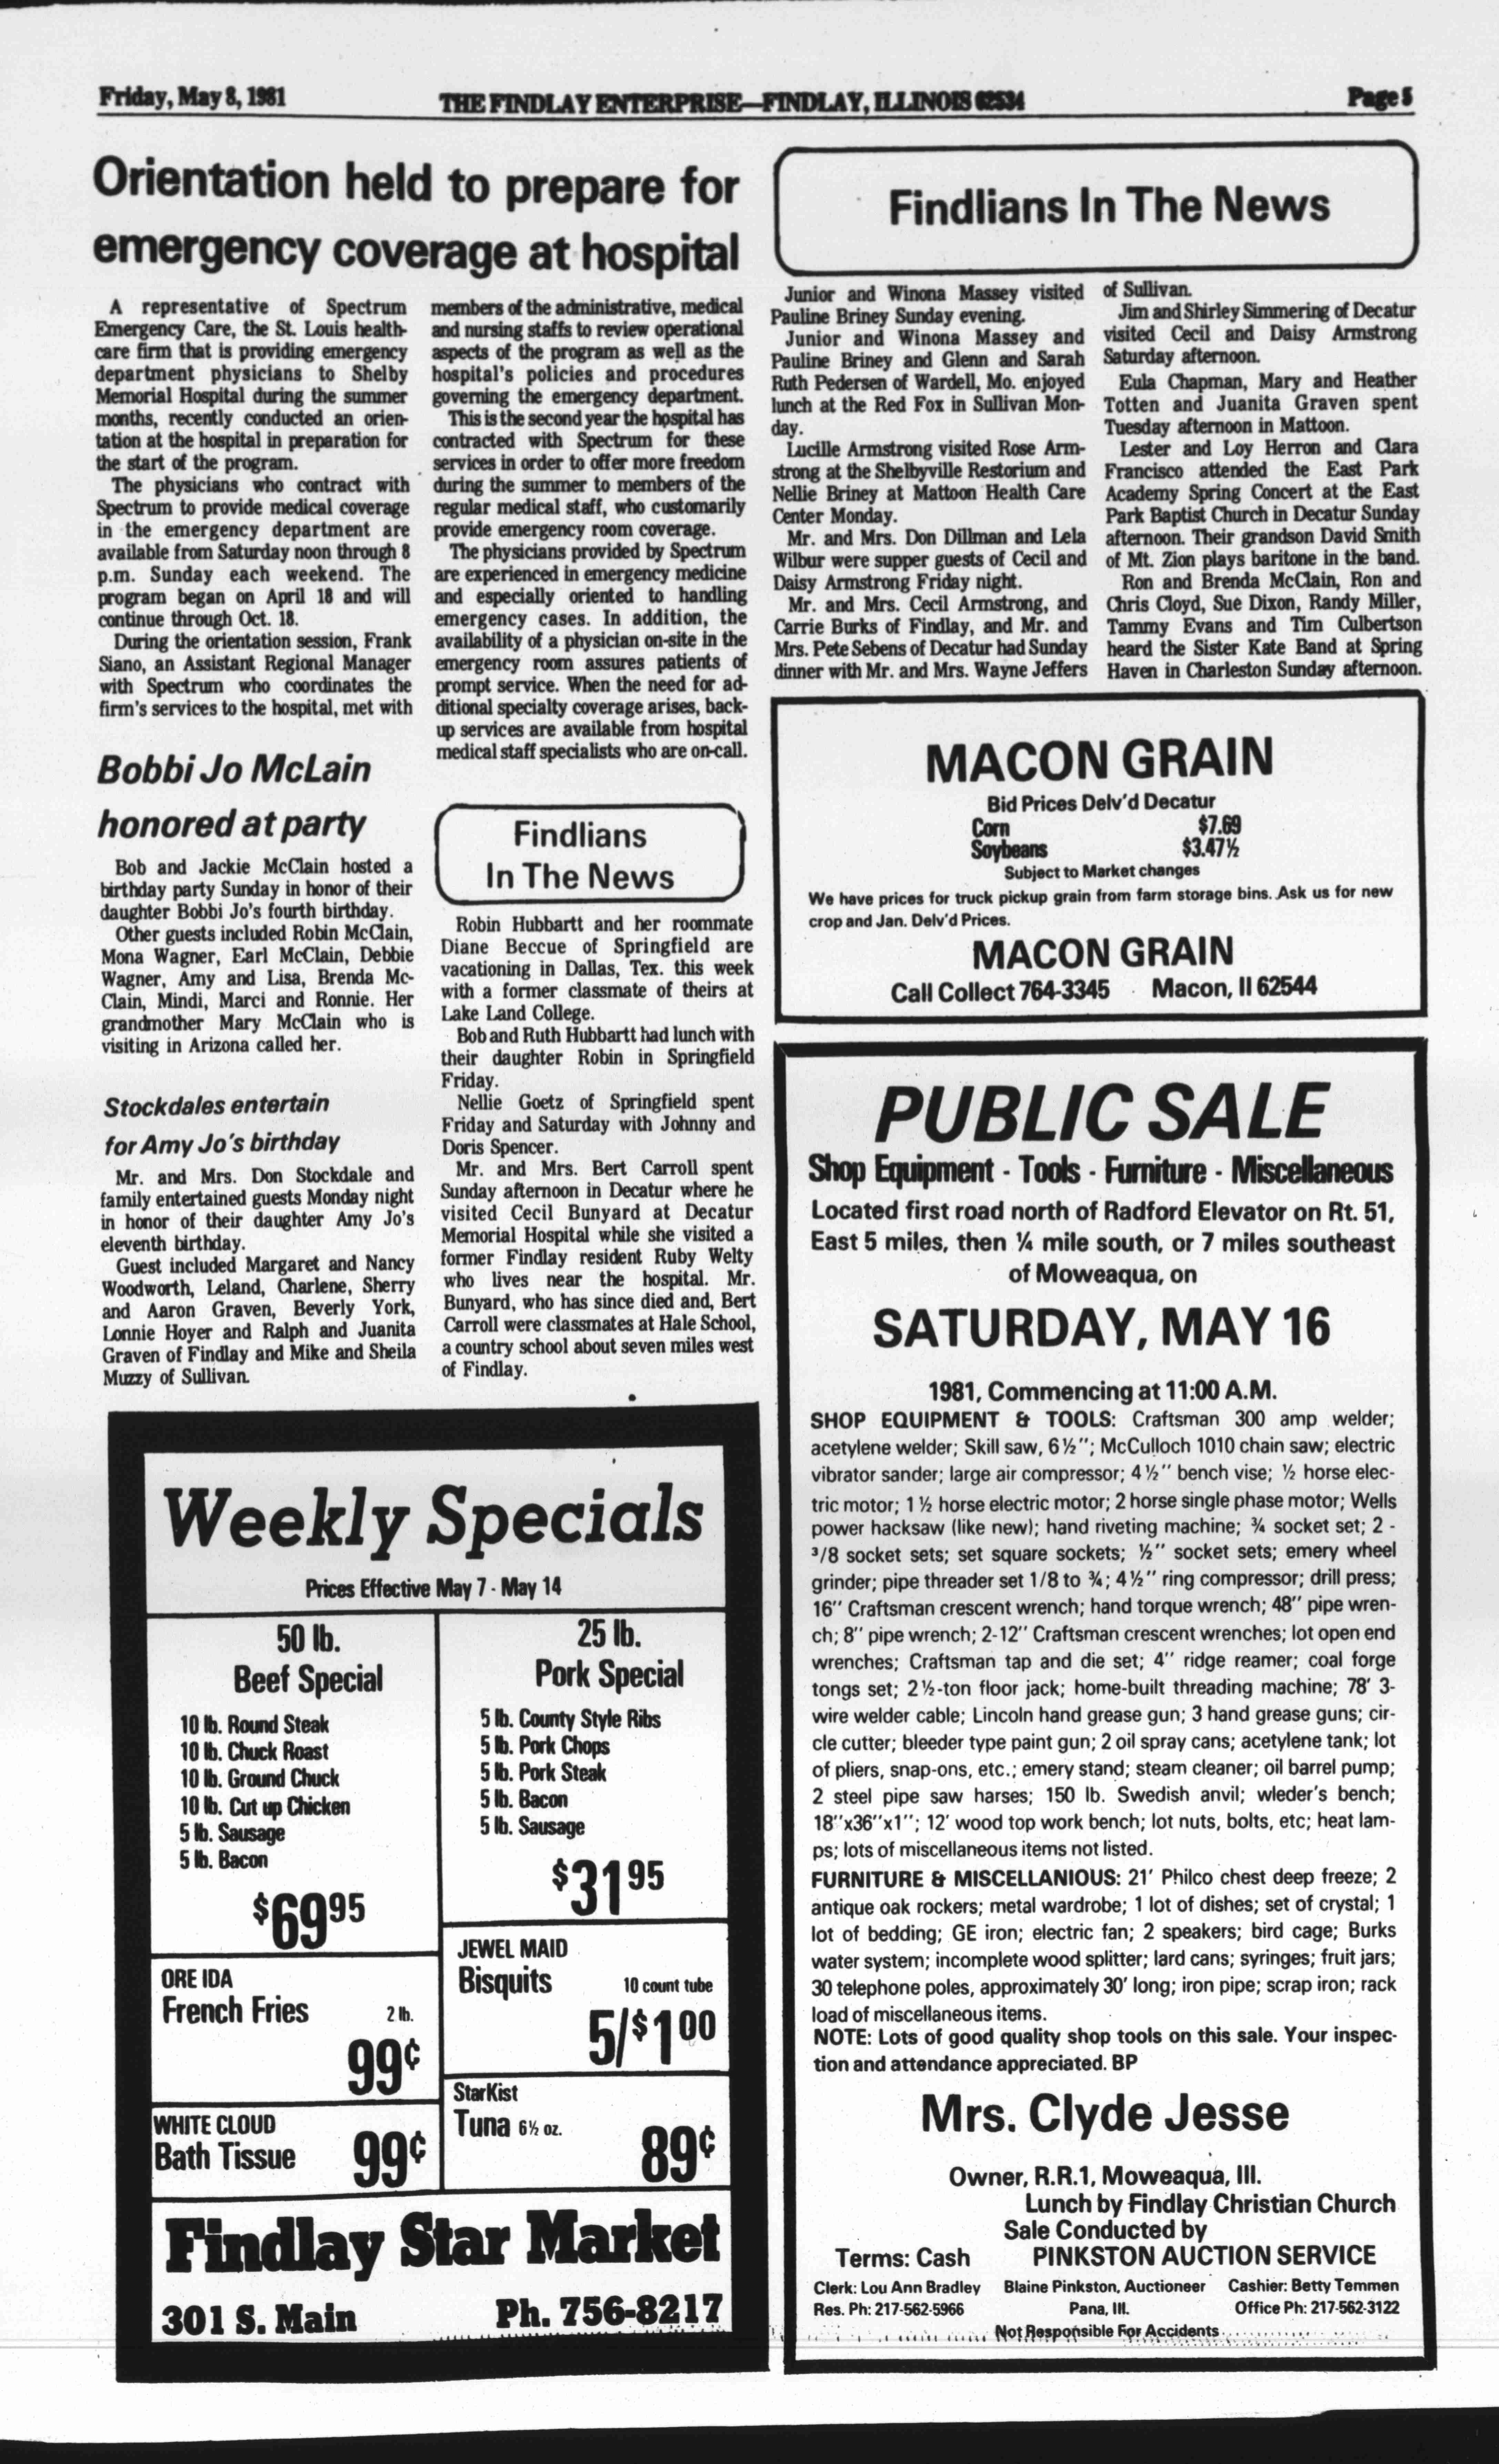 Friday, May 8, 1981
THE FINDLAY ENTERPRISE—FINDLAY, ILLINOIS 62534
Page 5
Orientation held to prepare for
emergency coverage at hospital
A representative of Spectrum
Emergency Care, the St. Louis health-
care firm that is providing emergency
department physicians to Shelby
Memorial Hospital during the summer
months, recently conducted an orien-
tation at the hospital in preparation for
the start of the program.
The physicians who contract with
Spectrum to provide medical coverage
in the emergency department are
available from Saturday noon through 8
p.m. Sunday each weekend. The
program began on April 18 and will
continue through Oct. 18.
During the orientation session, Frank
Siano, an Assistant Regional Manager
with Spectrum who coordinates the
firm's services to the hospital, met with
members of the administrative, medical
and nursing staffs to review operational
aspects of the program as well as the
hospital's policies and procedures
governing the emergency department.
This is the second year the hospital has
contracted with Spectrum for these
services in order to offer more freedom
during the summer to members of the
regular medical staff, who customarily
provide emergency room coverage.
The physicians provided by Spectrum
are experienced in emergency medicine
and especially oriented to handling
emergency cases. In addition, the
availability of a physician on-site in the
emergency room assures patients of
prompt service. When the need for ad-
ditional specialty coverage arises, back-
up services are available from hospital
medical staff specialists who are on-call.
Bobbi Jo McLain
honored at party
Bob and Jackie McClain hosted a
birthday party Sunday in honor of their
daughter Bobbi Jo's fourth birthday.
Other guests included Robin McClain,
Mona Wagner, Earl McClain, Debbie
Wagner, Amy and Lisa, Brenda Mc-
Clain, Mindi, Marci and Ronnie. Her
grandmother Mary McClain who is
visiting in Arizona called her.
Stockdales entertain
for Amy Jo's birthday
Mr. and Mrs. Don Stockdale and
family entertained guests Monday night
in honor of their daughter Amy Jo's
eleventh birthday.
Guest included Margaret and Nancy
Woodworth, Leland, Charlene, Sherry
and Aaron Graven, Beverly York,
Lonnie Hoyer and Ralph and Juanita
Graven of Findlay and Mike and Sheila
Muzzy of Sullivan.
Findlians
In The News
Robin Hubbartt and her roommate
Diane Beccue of Springfield are
vacationing in Dallas, Tex. this week
with a former classmate of theirs at
Lake Land College.
Bob and Ruth Hubbartt had lunch with
their daughter Robin in Springfield
Friday.
Nellie Goetz of Springfield spent
Friday and Saturday with Johnny and
Doris Spencer.
Mr. and Mrs. Bert Carroll spent
Sunday afternoon in Decatur where he
visited Cecil Bunyard at Decatur
Memorial Hospital while she visited a
former Findlay resident Ruby Welty
who lives near the hospital. Mr.
Bunyard, who has since died and, Bert
Carroll were classmates at Hale School,
a country school about seven miles west
of Findlay.
Findlians In The News
Junior and Winona Massey visited
Pauline Briney Sunday evening.
Junior and Winona Massey and
Pauline Briney and Glenn and Sarah
Ruth Pedersen of Wardell, Mo. enjoyed
lunch at the Red Fox in Sullivan Mon-
day.
Lucille Armstrong visited Rose Arm-
strong at the Shelbyville Restorium and
Nellie Briney at Mattoon Health Care
Center Monday.
Mr. and Mrs. Don Dillman and Lela
Wilbur were supper guests of Cecil and
Daisy Armstrong Friday night.
Mr. and Mrs. Cecil Armstrong, and
Carrie Burks of Findlay, and Mr. and
Mrs. Pete Sebens of Decatur had Sunday
dinner with Mr. and Mrs. Wayne Jeffers
of Sullivan.
Jim and Shirley Simmering of Decatur
visited Cecil and Daisy Armstrong
Saturday afternoon.
Eula Chapman, Mary and Heather
Totten and Juanita Graven spent
Tuesday afternoon in Mattoon.
Lester and Loy Herron and Clara
Francisco attended the East Park
Academy Spring Concert at the East
Park Baptist Church in Decatur Sunday
afternoon. Their grandson David Smith
of Mt. Zion plays baritone in the band.
Ron and Brenda McClain, Ron and
Chris Cloyd, Sue Dixon, Randy Miller,
Tammy Evans and Tim Culbertson
heard the Sister Kate Band at Spring
Haven in Charleston Sunday afternoon.
MACON GRAIN
Bid Prices Delv'd Decatur
Corn $7.69
Soybeans $3.47½
Subject to Market changes
We have prices for truck pickup grain from farm storage bins. Ask us for new
crop and Jan. Delv'd Prices.
MACON GRAIN
Call Collect 764-3345 Macon, Il 62544
PUBLIC SALE
Shop Equipment - Tools - Furniture - Miscellaneous
Located first road north of Radford Elevator on Rt. 51,
East 5 miles, then ¼ mile south, or 7 miles southeast
of Moweaqua, on
SATURDAY, MAY 16
1981, Commencing at 11:00 A.M.
SHOP EQUIPMENT & TOOLS: Craftsman 300 amp welder;
acetylene welder; Skill saw, 6½"; McCulloch 1010 chain saw; electric
vibrator sander; large air compressor; 4½" bench vise; ½ horse elec-
tric motor; 1½ horse electric motor; 2 horse single phase motor; Wells
power hacksaw (like new); hand riveting machine; ¾ socket set; 2 -
3/8 socket sets; set square sockets; ½" socket sets; emery wheel
grinder; pipe threader set 1/8 to ¾; 4½" ring compressor; drill press;
16" Craftsman crescent wrench; hand torque wrench; 48" pipe wren-
ch; 8" pipe wrench; 2-12" Craftsman crescent wrenches; lot open end
wrenches; Craftsman tap and die set; 4" ridge reamer; coal forge
tongs set; 2½-ton floor jack; home-built threading machine; 78' 3-
wire welder cable; Lincoln hand grease gun; 3 hand grease guns; cir-
cle cutter; bleeder type paint gun; 2 oil spray cans; acetylene tank; lot
of pliers, snap-ons, etc.; emery stand; steam cleaner; oil barrel pump;
2 steel pipe saw harses; 150 lb. Swedish anvil; wleder's bench;
18"x36"x1"; 12' wood top work bench; lot nuts, bolts, etc; heat lam-
ps; lots of miscellaneous items not listed.
FURNITURE & MISCELLANIOUS: 21' Philco chest deep freeze; 2
antique oak rockers; metal wardrobe; 1 lot of dishes; set of crystal; 1
lot of bedding; GE iron; electric fan; 2 speakers; bird cage; Burks
water system; incomplete wood splitter; lard cans; syringes; fruit jars;
30 telephone poles, approximately 30' long; iron pipe; scrap iron; rack
load of miscellaneous items.
NOTE: Lots of good quality shop tools on this sale. Your inspec-
tion and attendance appreciated. BP
Mrs. Clyde Jesse
Owner, R.R.1, Moweaqua, Ill.
Lunch by Findlay Christian Church
Sale Conducted by
Terms: Cash PINKSTON AUCTION SERVICE
Clerk: Lou Ann Bradley Blaine Pinkston, Auctioneer Cashier: Betty Temmen
Res. Ph: 217-562-5966 Pana, Ill. Office Ph: 217-562-3122
Not Responsible For Accidents
Weekly Specials
Prices Effective May 7 - May 14
50 lb.
Beef Special
10 lb. Round Steak
10 lb. Chuck Roast
10 lb. Ground Chuck
10 lb. Cut up Chicken
5 lb. Sausage
5 lb. Bacon
$69 95
25 lb.
Pork Special
5 lb. County Style Ribs
5 lb. Pork Chops
5 lb. Pork Steak
5 lb. Bacon
5 lb. Sausage
$31 95
ORE IDA
French Fries 2 lb.
99¢
JEWEL MAID
Bisquits 10 count tube
5/$1 00
WHITE CLOUD
Bath Tissue 99¢
StarKist
Tuna 6½ oz.
89¢
Findlay Star Market
301 S. Main Ph. 756-8217